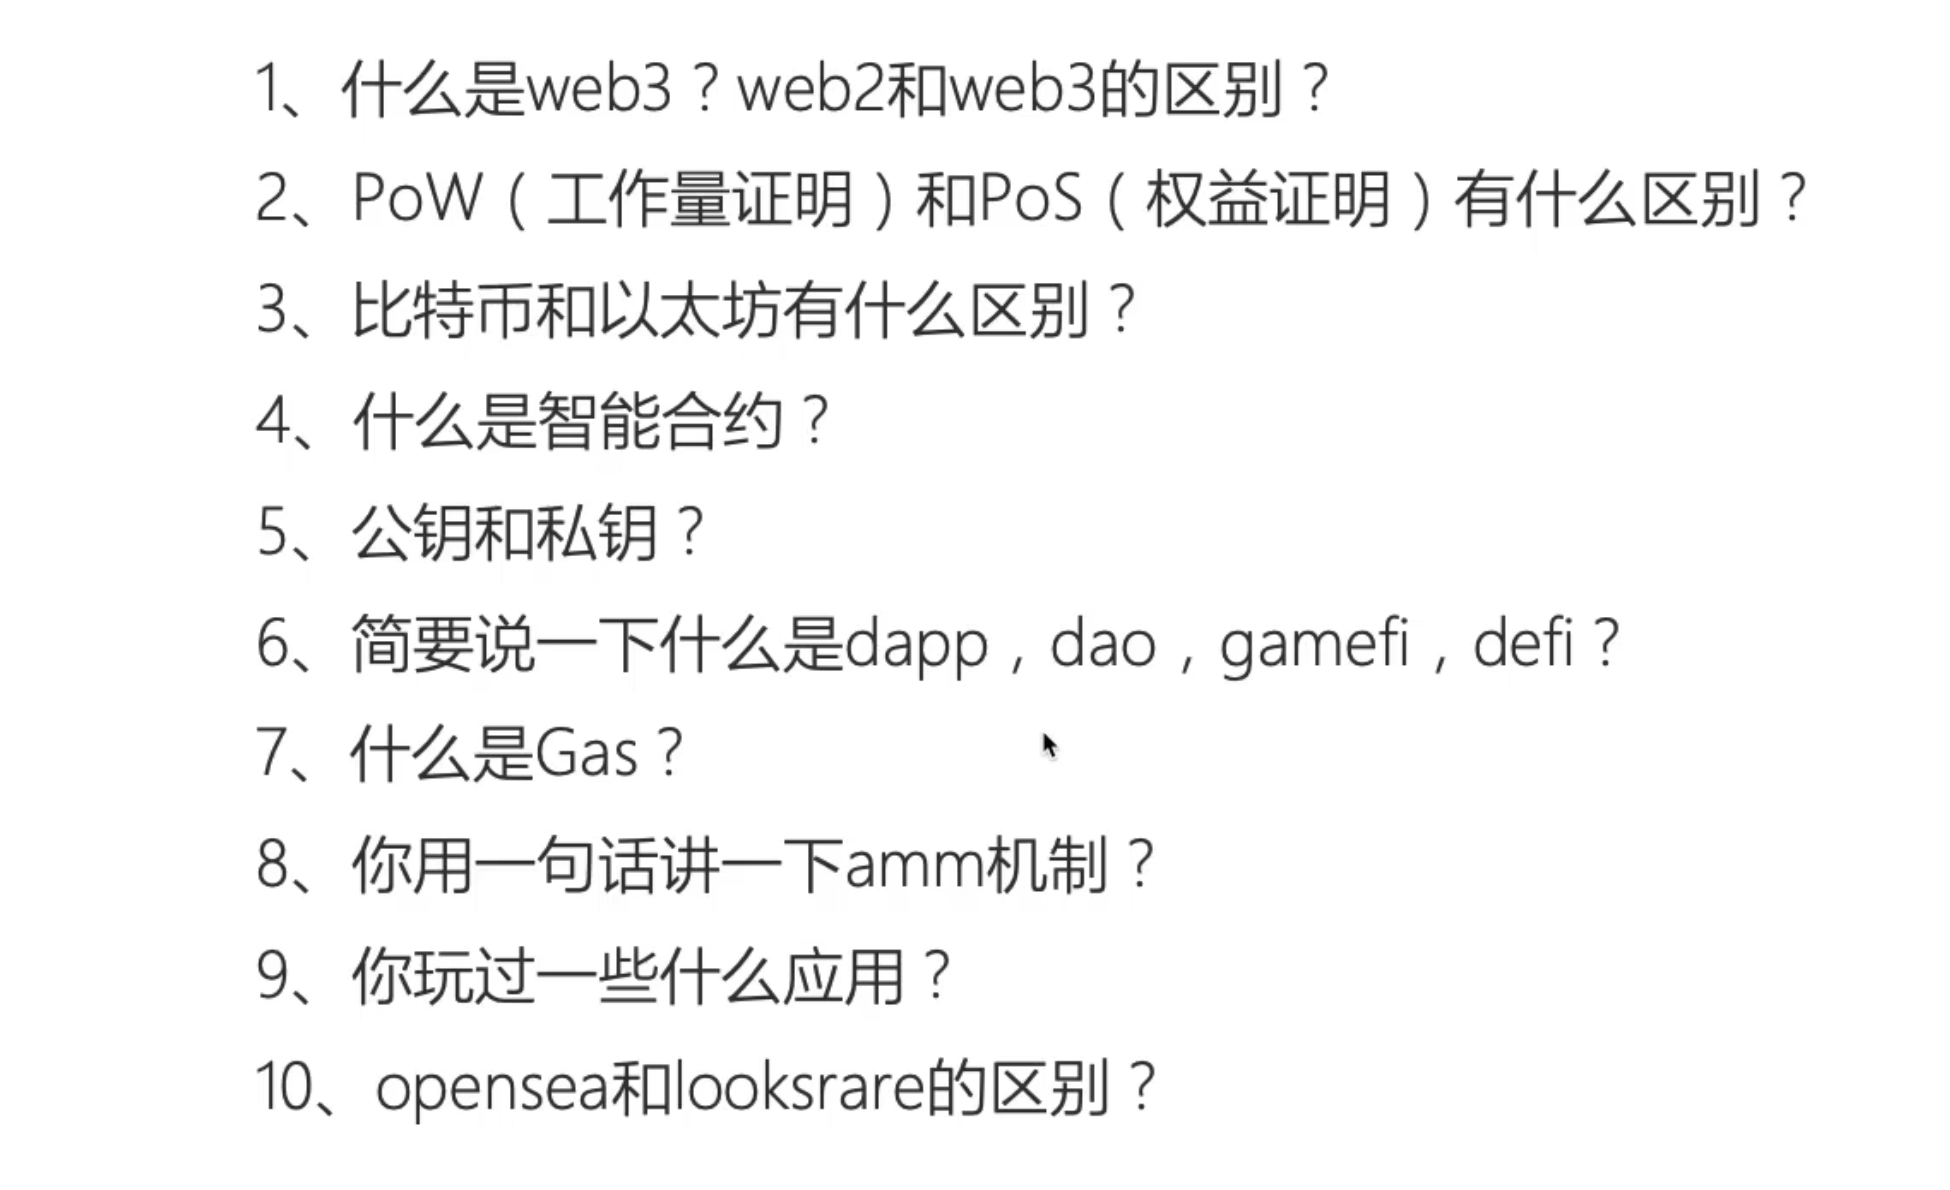 1、什么是web3？web2和web3的区别？
2、PoW（工作量证明）和PoS（权益证明）有什么区别？
3、比特币和以太坊有什么区别？
4、什么是智能合约？
5、公钥和私钥？
6、简要说一下什么是dapp，dao，gamefi，defi？
7、什么是Gas？
8、你用一句话讲一下amm机制？
9、你玩过一些什么应用？
10、opensea和looksrare的区别？